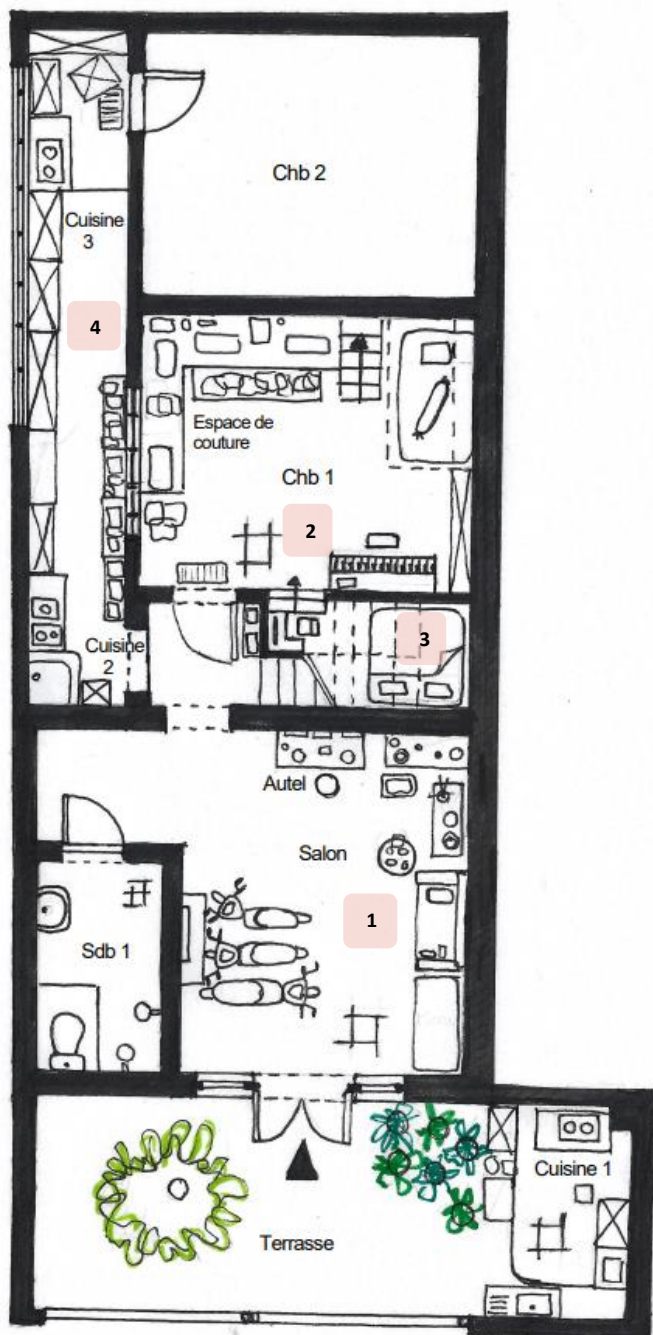 Chb 2
Cuisine
3
4
Espace de
couture
Chb 1
2
3
Cuisine
2
Autel
Salon
1
Sdb 1
Cuisine 1
Terrasse